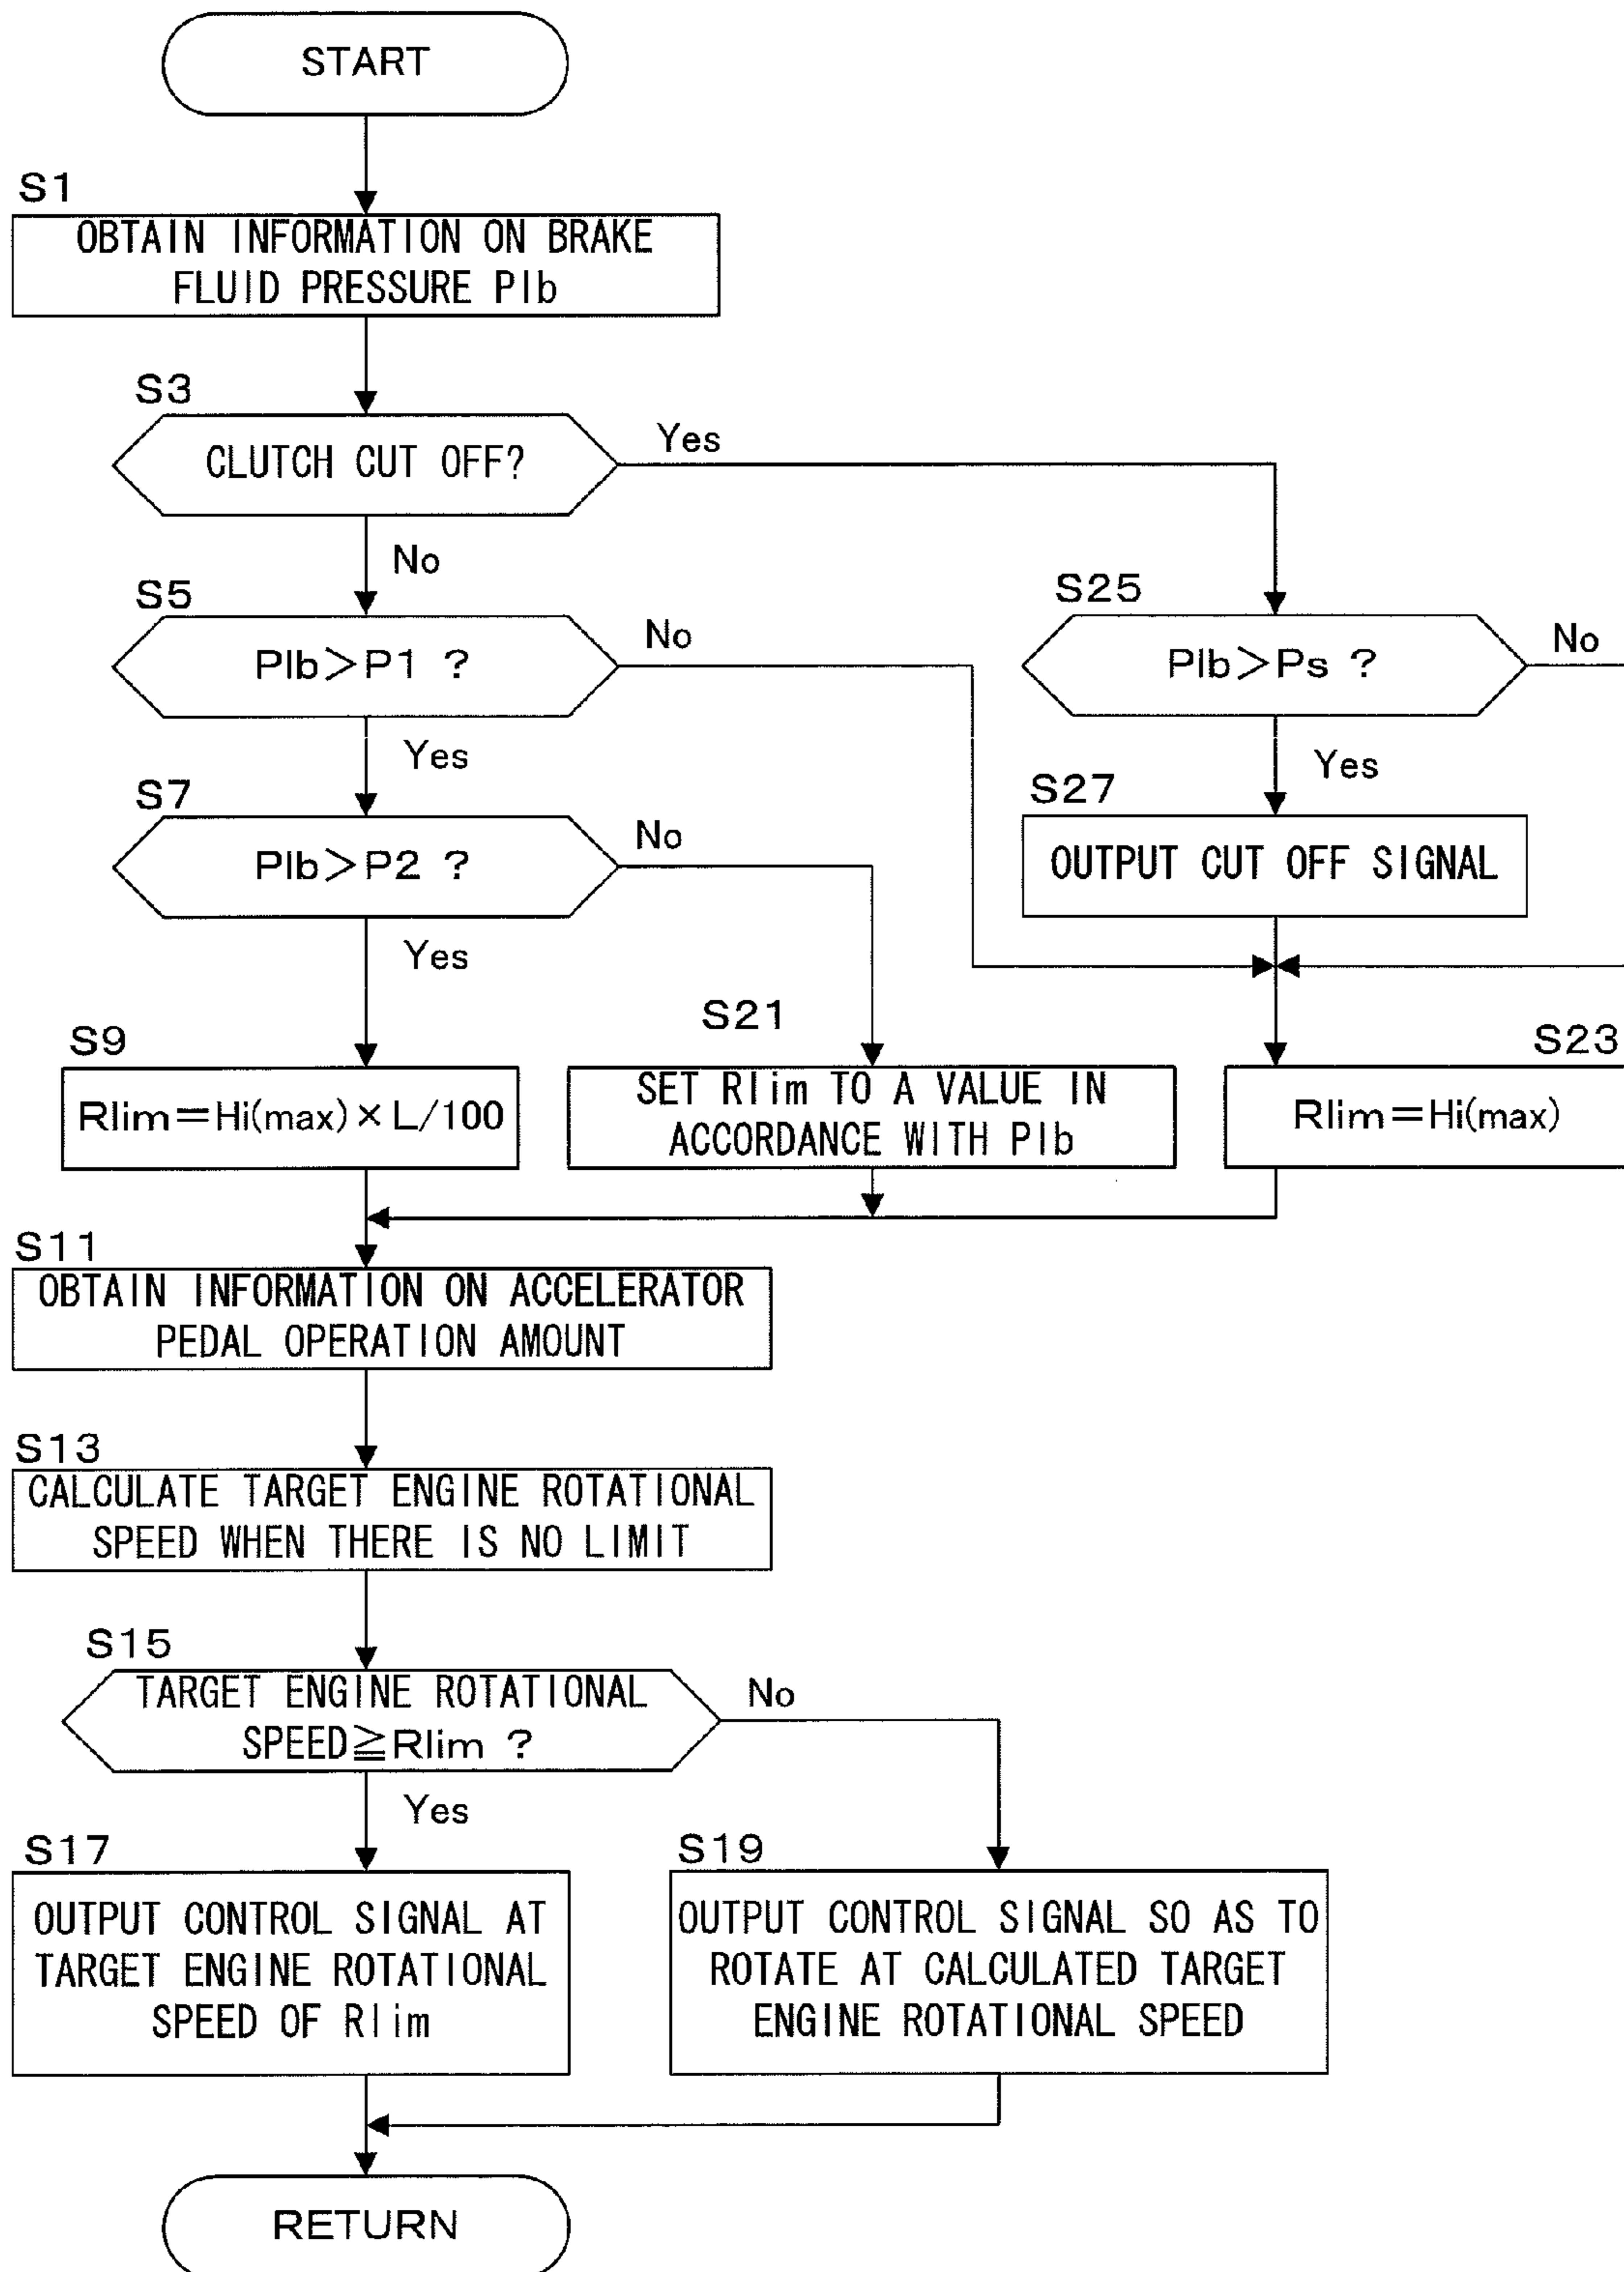 START
S1
OBTAIN INFORMATION ON BRAKE
FLUID PRESSURE Plb
S3
CLUTCH CUT OFF?
Yes
No
S5
Plb>P1 ?
No
Yes
S25
Plb>Ps ?
No
Yes
S7
Plb>P2 ?
No
Yes
S27
OUTPUT CUT OFF SIGNAL
S9
Rlim=Hi(max)×L/100
S21
SET Rlim TO A VALUE IN
ACCORDANCE WITH Plb
S23
Rlim=Hi(max)
S11
OBTAIN INFORMATION ON ACCELERATOR
PEDAL OPERATION AMOUNT
S13
CALCULATE TARGET ENGINE ROTATIONAL
SPEED WHEN THERE IS NO LIMIT
S15
TARGET ENGINE ROTATIONAL
SPEED≧Rlim ?
No
Yes
S17
OUTPUT CONTROL SIGNAL AT
TARGET ENGINE ROTATIONAL
SPEED OF Rlim
S19
OUTPUT CONTROL SIGNAL SO AS TO
ROTATE AT CALCULATED TARGET
ENGINE ROTATIONAL SPEED
RETURN